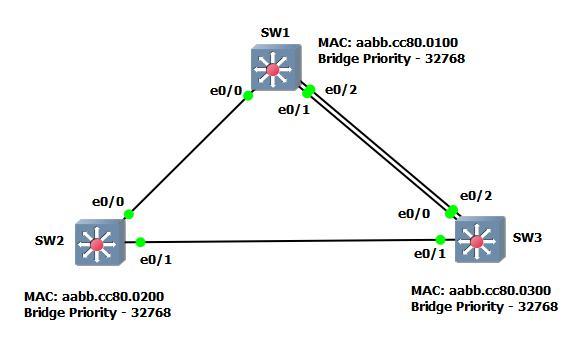 SW1
MAC: aabb.cc80.0100
Bridge Priority - 32768
e0/0
e0/2
e0/1
e0/0
e0/2
e0/0
SW2
SW3
e0/1
e0/1
MAC: aabb.cc80.0200
Bridge Priority - 32768
MAC: aabb.cc80.0300
Bridge Priority - 32768